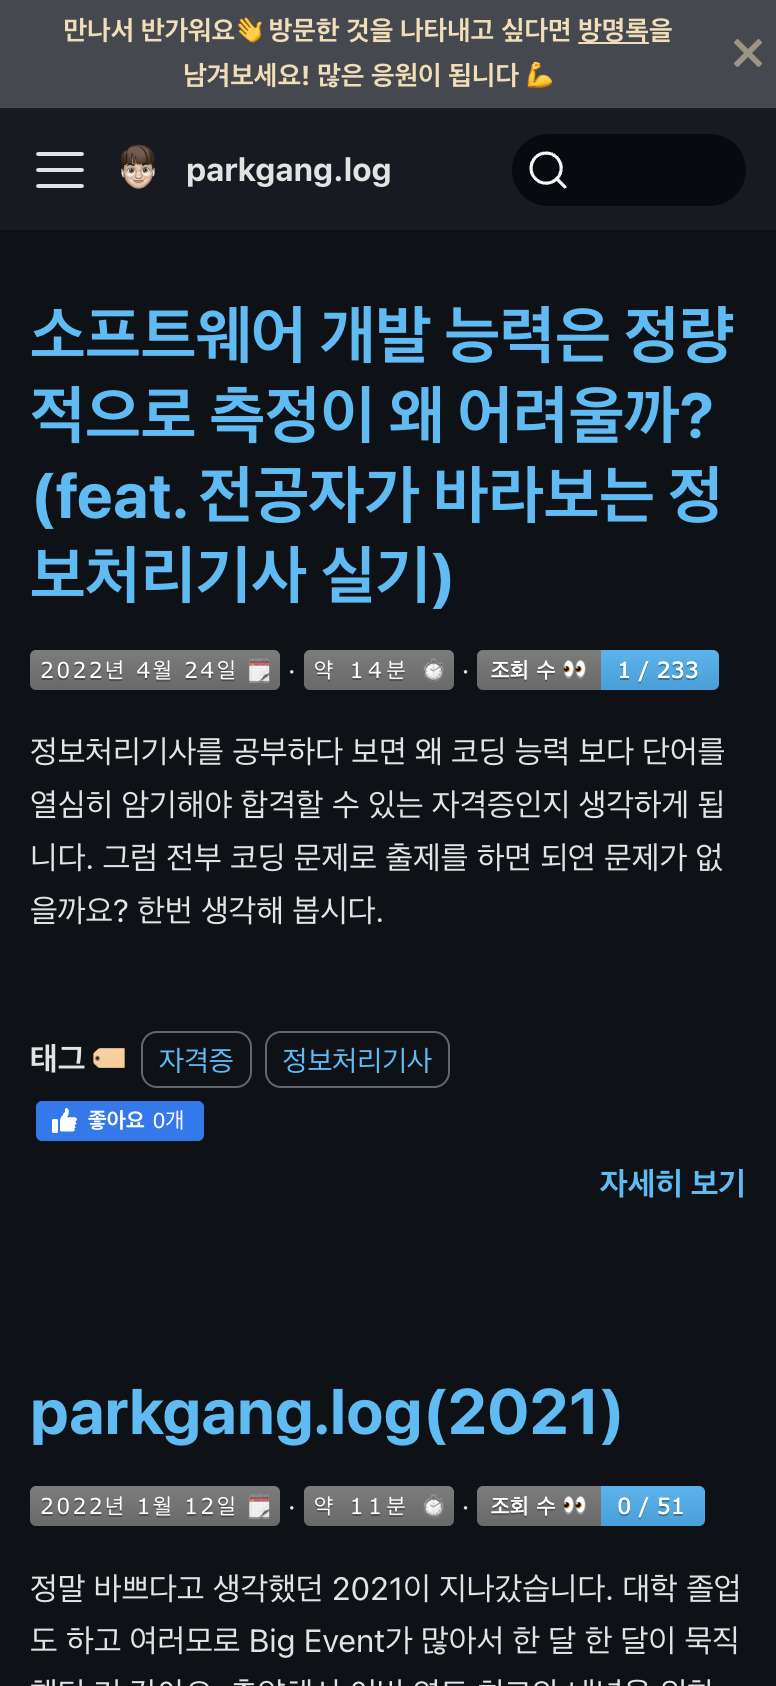 만나서 반가워요👋 방문한 것을 나타내고 싶다면 방명록을
남겨보세요! 많은 응원이 됩니다 💪
parkgang.log
소프트웨어 개발 능력은 정량
적으로 측정이 왜 어려울까?
(feat. 전공자가 바라보는 정
보처리기사 실기)
2022년 4월 24일 🗓 · 약 14분 ⏱ · 조회 수 👀 1 / 233
정보처리기사를 공부하다 보면 왜 코딩 능력 보다 단어를
열심히 암기해야 합격할 수 있는 자격증인지 생각하게 됩
니다. 그럼 전부 코딩 문제로 출제를 하면 되연 문제가 없
을까요? 한번 생각해 봅시다.
태그 🏷 자격증 정보처리기사
좋아요 0개
자세히 보기
parkgang.log(2021)
2022년 1월 12일 🗓 · 약 11분 ⏱ · 조회 수 👀 0 / 51
정말 바쁘다고 생각했던 2021이 지나갔습니다. 대학 졸업
도 하고 여러모로 Big Event가 많아서 한 달 한 달이 묵직